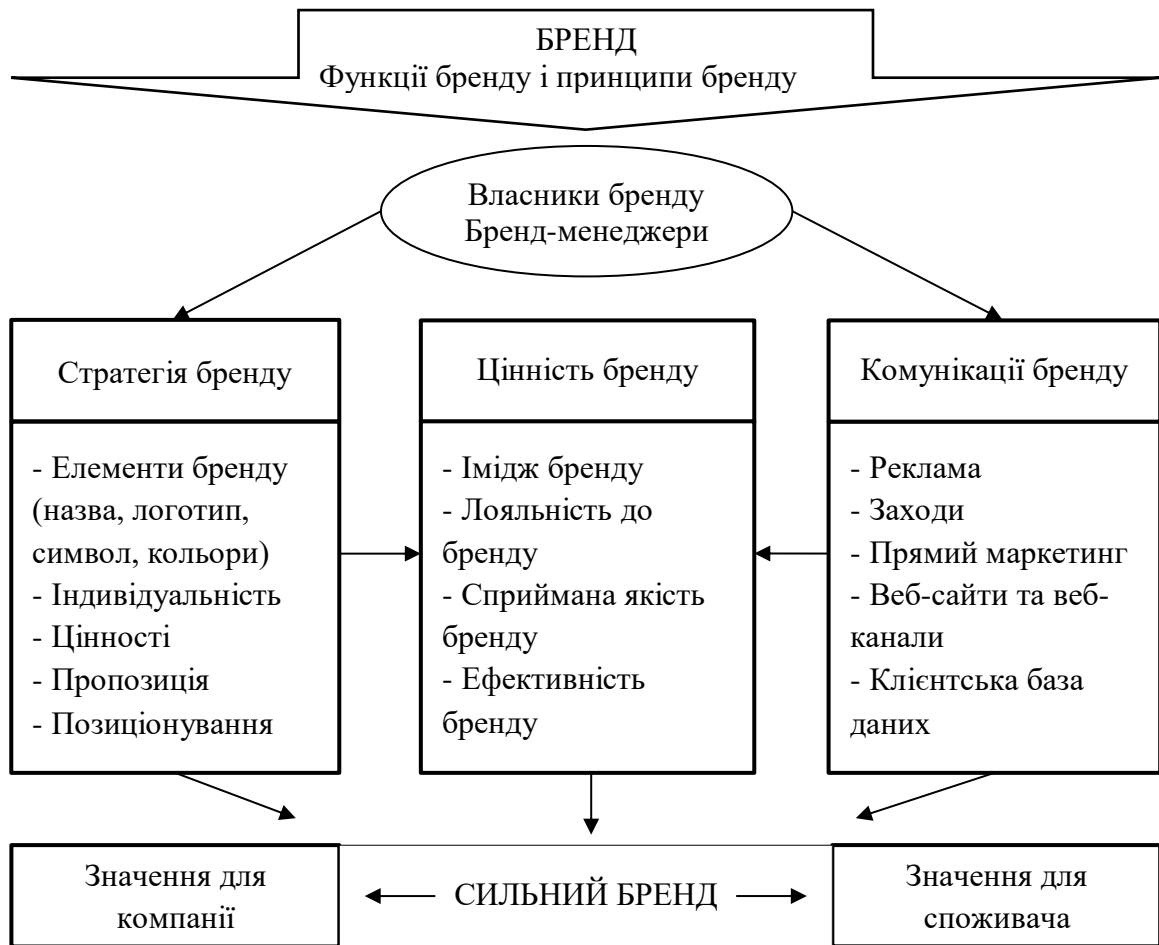 БРЕНД
Функції бренду і принципи бренду
Власники бренду
Бренд-менеджери
Стратегія бренду
- Елементи бренду
(назва, логотип,
символ, кольори)
- Індивідуальність
- Цінності
- Пропозиція
- Позиціонування
Цінність бренду
- Імідж бренду
- Лояльність до
бренду
- Сприймана якість
бренду
- Ефективність
бренду
Комунікації бренду
- Реклама
- Заходи
- Прямий маркетинг
- Веб-сайти та веб-
канали
- Клієнтська база
даних
Значення для
компанії
СИЛЬНИЙ БРЕНД
Значення для
споживача